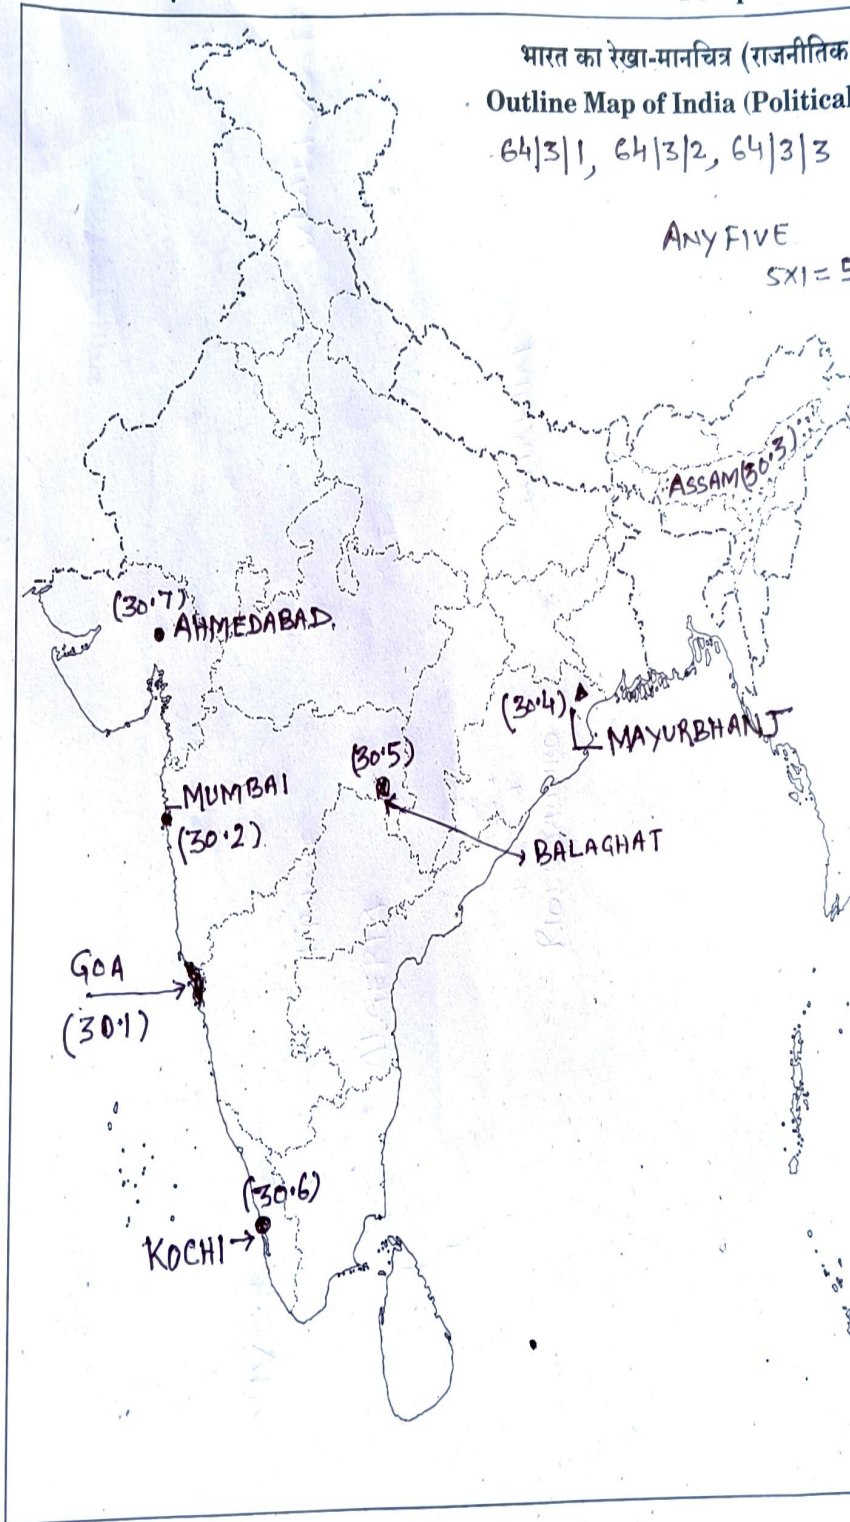 भारत का रेखा-मानचित्र (राजनीतिक
Outline Map of India (Political
64|3|1, 64|3|2, 64|3|3
ANY FIVE
5X1 = 5
ASSAM (30.3)
(30.7)
AHMEDABAD.
(30.4)
MAYURBHANJ
(30.5)
MUMBAI
(30.2)
BALAGHAT
GOA
(30.1)
(30.6)
KOCHI